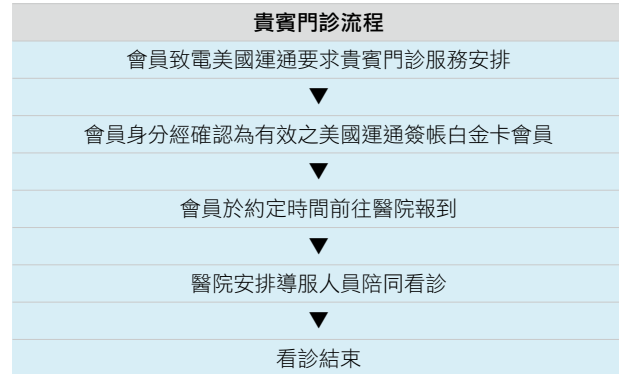 貴賓門診流程
會員致電美國運通要求貴賓門診服務安排
▼
會員身分經確認為有效之美國運通簽帳白金卡會員
▼
會員於約定時間前往醫院報到
▼
醫院安排導服人員陪同看診
▼
看診結束